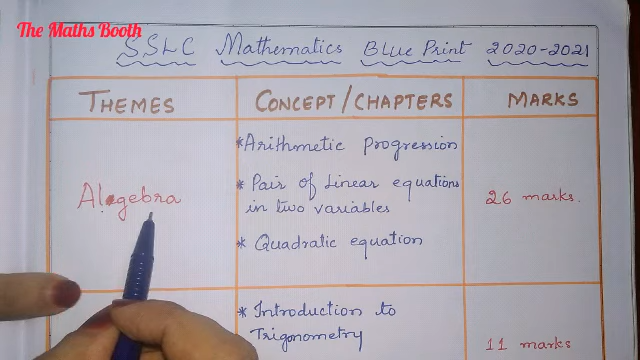 The Maths Booth
SSLC Mathematics Blue Print 2020-2021
THEMES CONCEPT/CHAPTERS MARKS
*Arithmetic progression
* Pair of Linear equations
in two variables
Algebra 26 marks.
* Quadratic equation
* Introduction to
Trigonometry
11 marks